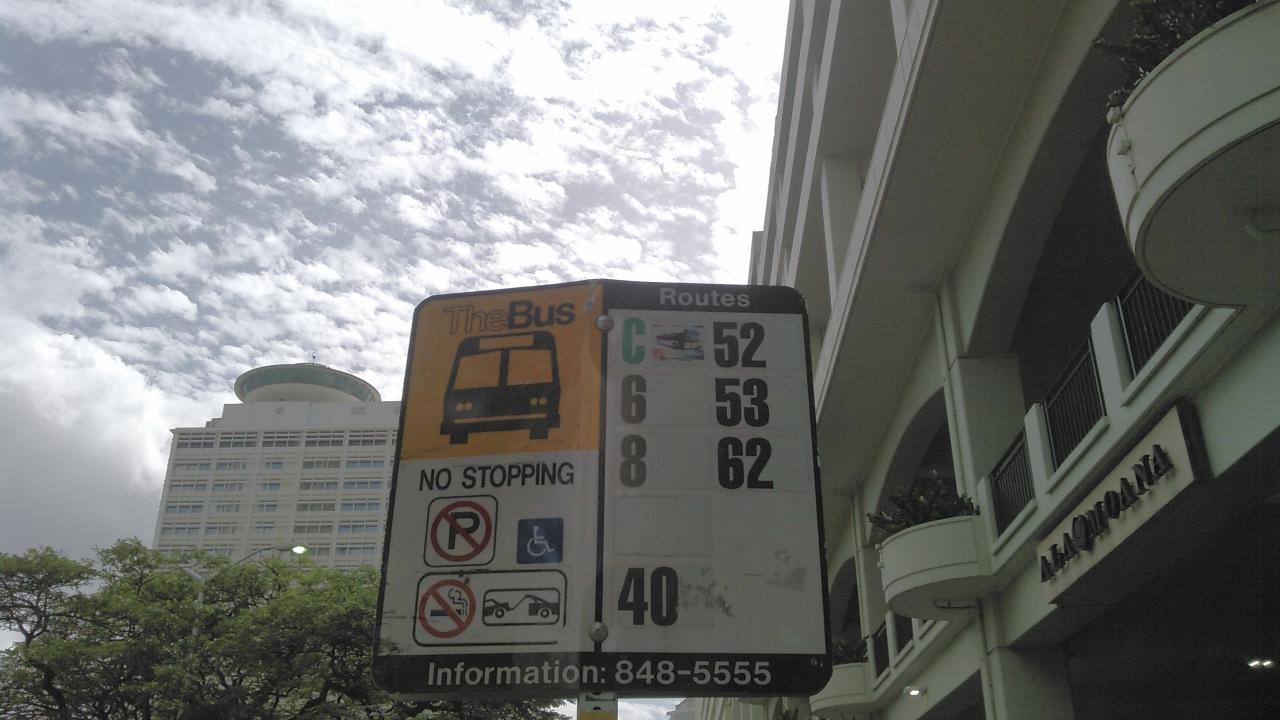 TheBus
NO STOPPING
P
Routes
C 52
6 53
8 62
40
Information: 848-5555
ALA MOANA